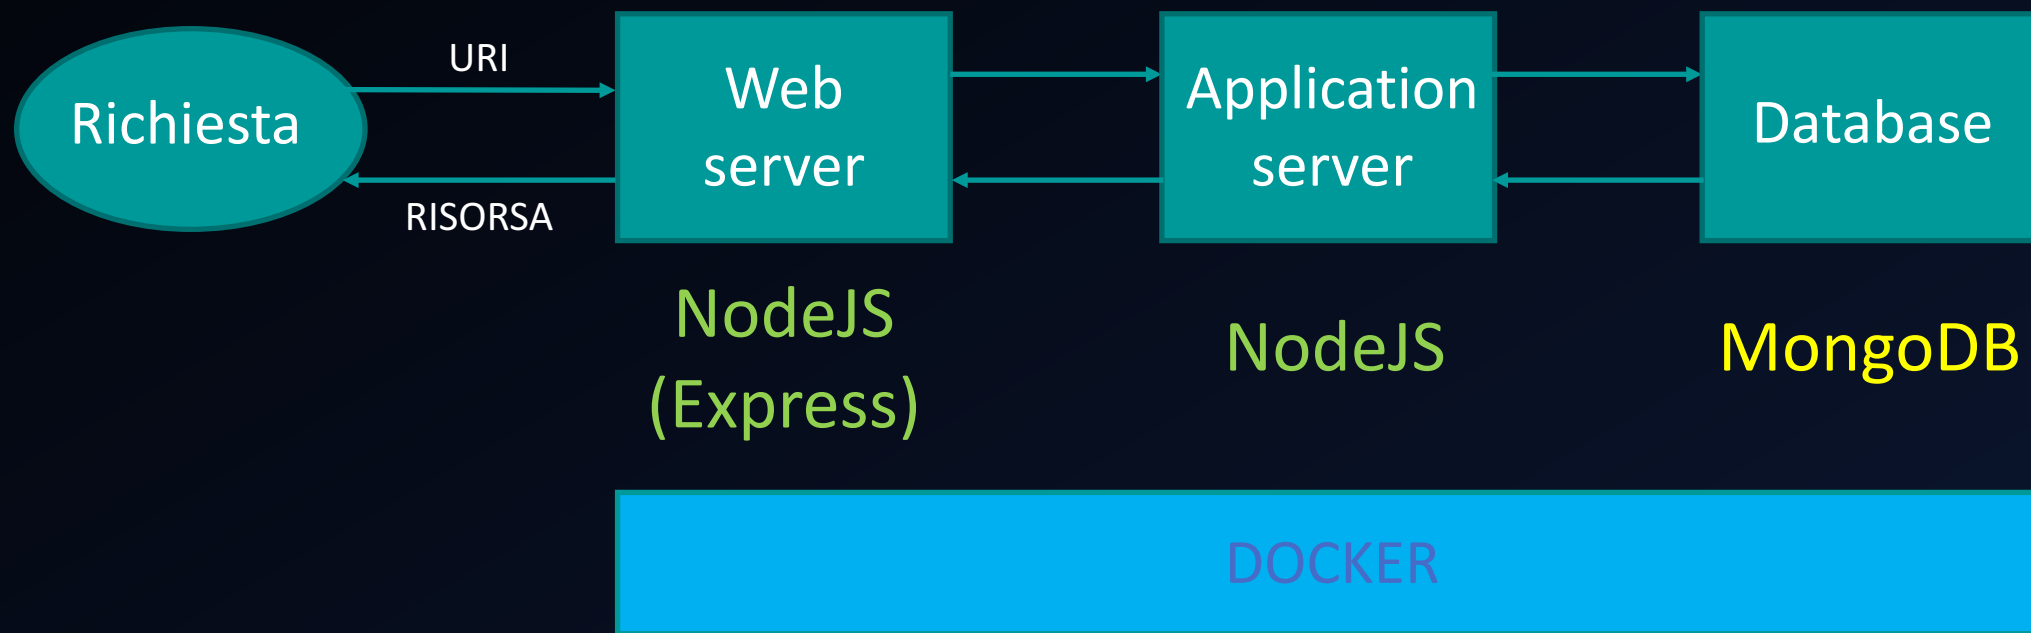 Richiesta
URI
RISORSA
Web
server
Application
server
Database
NodeJS
(Express)
NodeJS
MongoDB
DOCKER